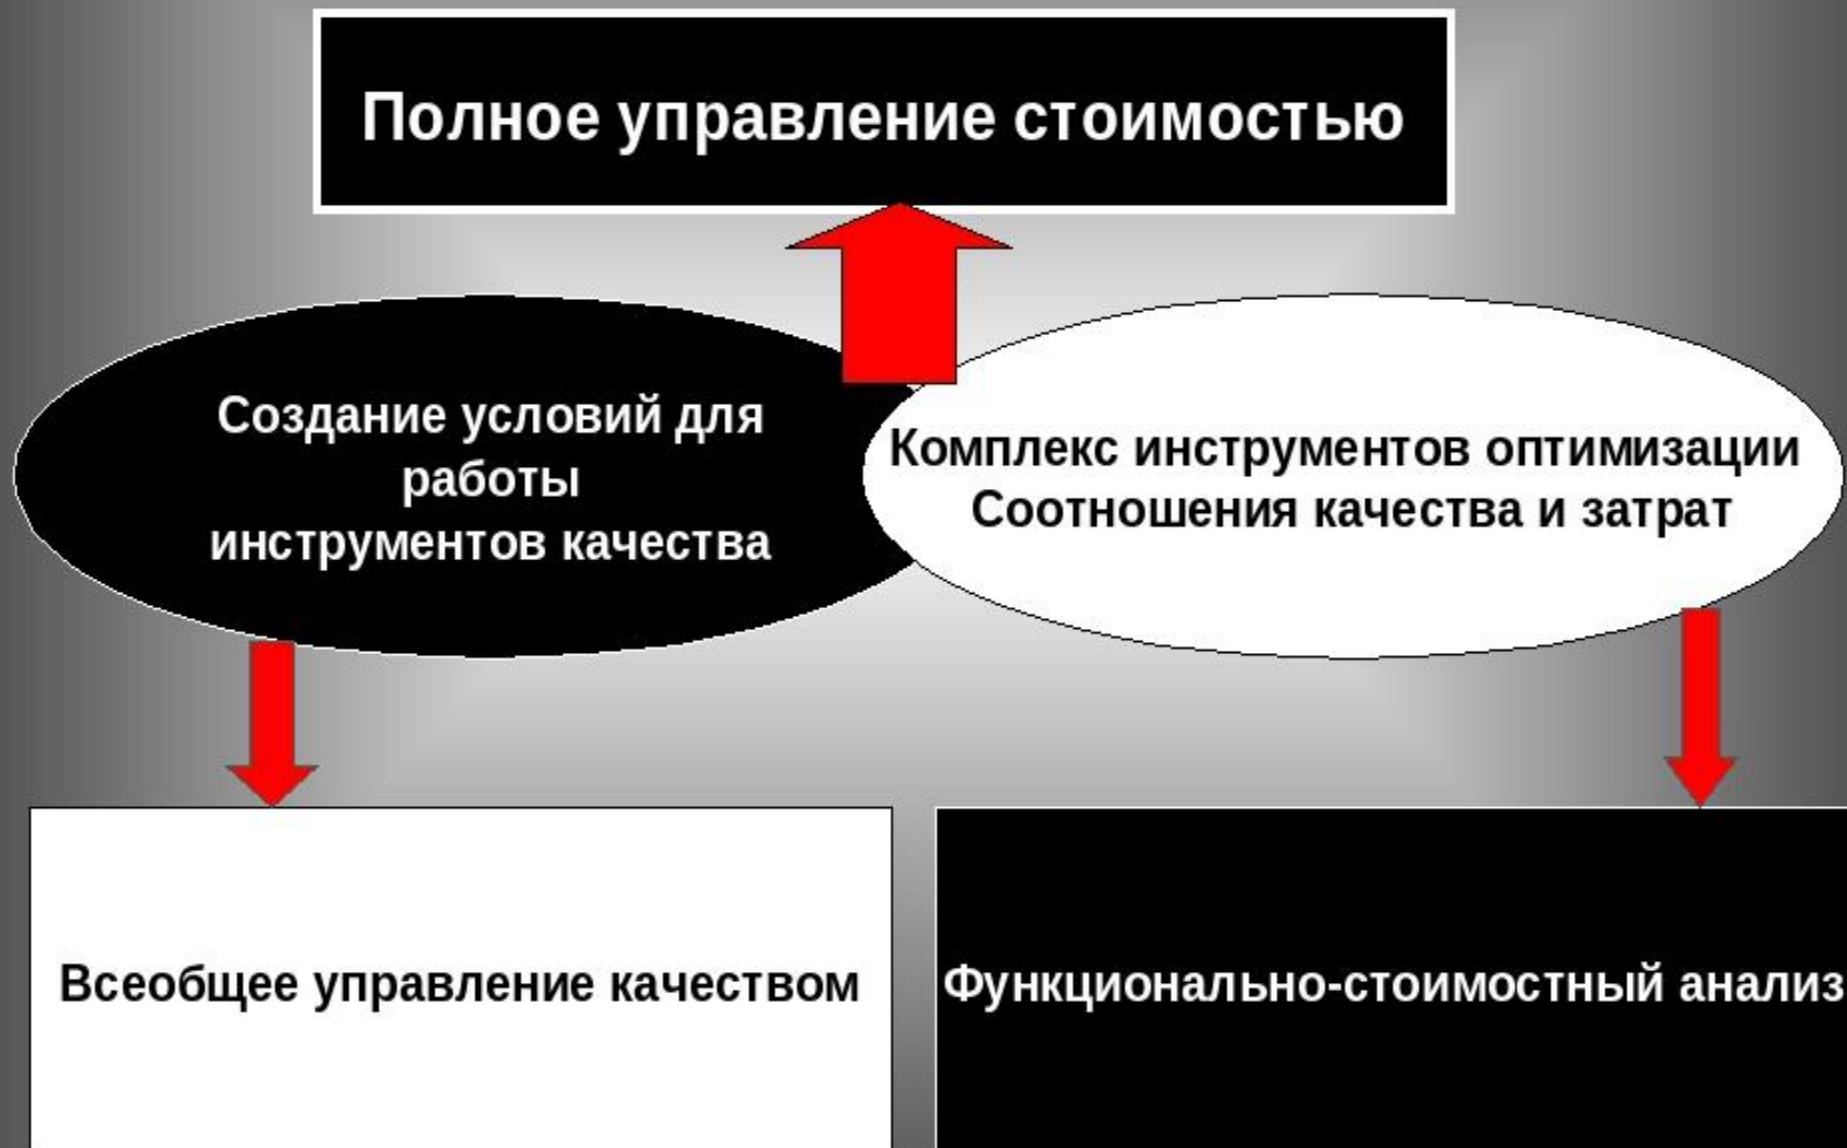 Полное управление стоимостью
Создание условий для
работы
инструментов качества
Комплекс инструментов оптимизации
Соотношения качества и затрат
Всеобщее управление качеством
Функционально-стоимостный анализ